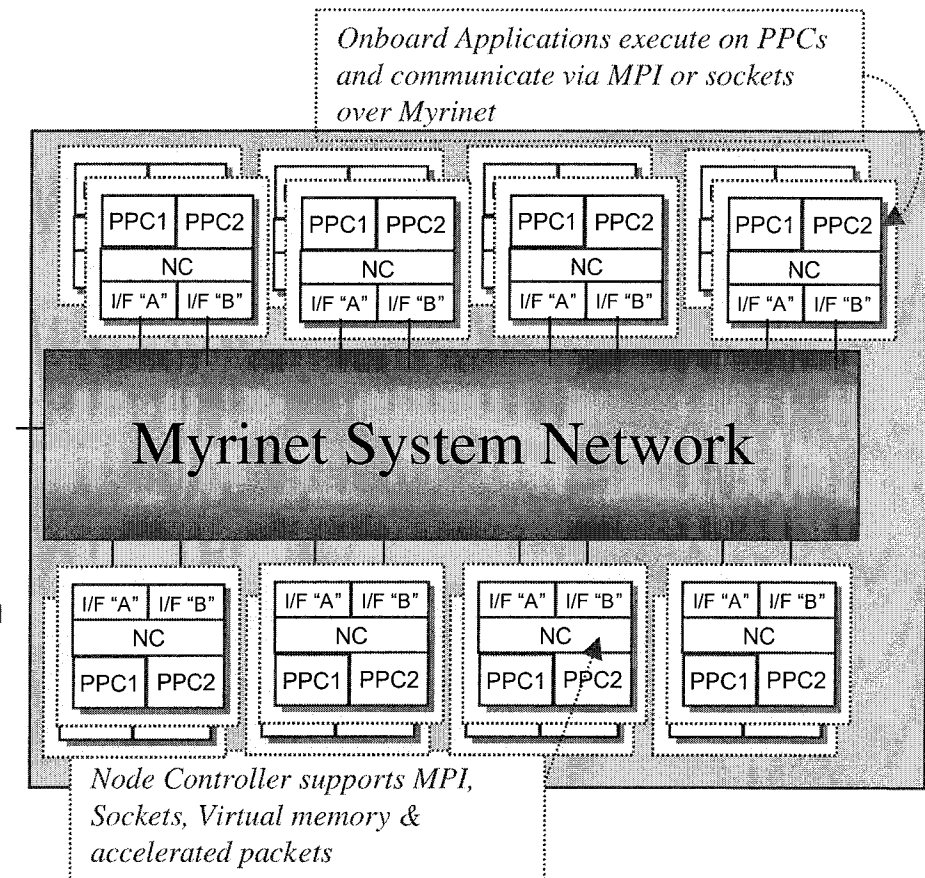 Onboard Applications execute on PPCs
and communicate via MPI or sockets
over Myrinet
PPC1 PPC2 PPC1 PPC2 PPC1 PPC2 PPC1 PPC2
NC NC NC NC
I/F “A” I/F “B” I/F “A” I/F “B” I/F “A” I/F “B” I/F “A” I/F “B”
Myrinet System Network
I/F “A” I/F “B” I/F “A” I/F “B” I/F “A” I/F “B” I/F “A” I/F “B”
NC NC NC NC
PPC1 PPC2 PPC1 PPC2 PPC1 PPC2 PPC1 PPC2
Node Controller supports MPI,
Sockets, Virtual memory &
accelerated packets